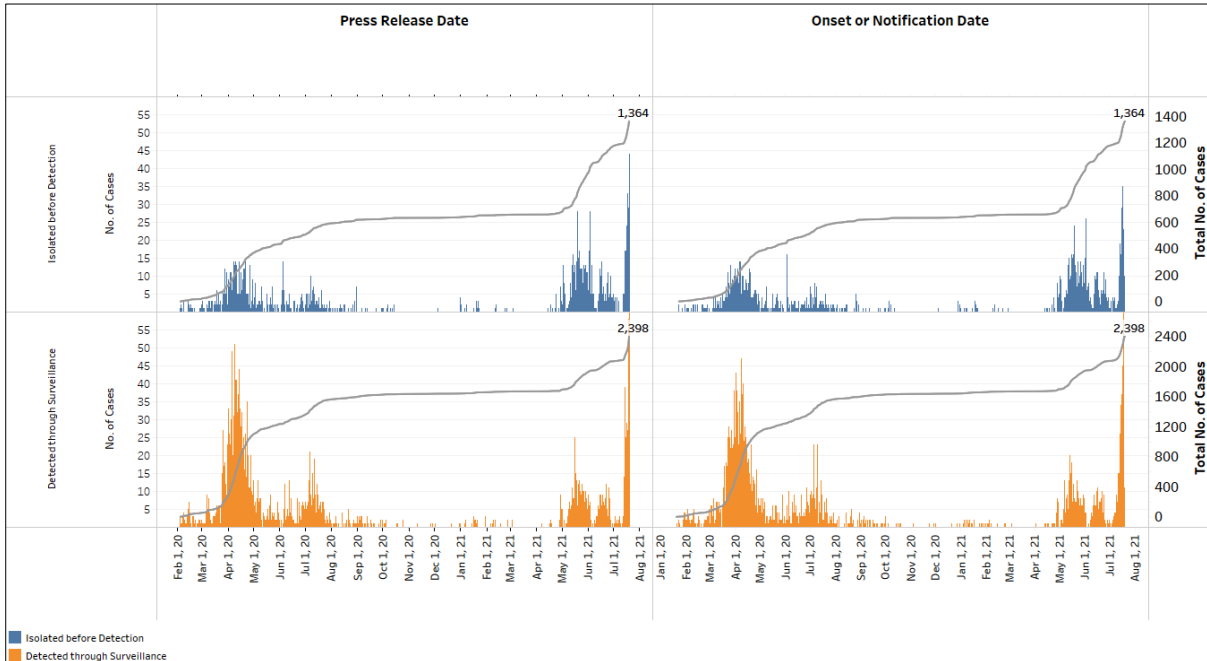 Press Release Date
Onset or Notification Date
Isolated before Detection
No. of Cases
55
50
45
40
35
30
25
20
15
10
5
1,364
1,364
1400
1200
1000
800
600
400
200
0
Total No. of Cases
Detected through Surveillance
No. of Cases
55
50
45
40
35
30
25
20
15
10
5
2,398
2,398
2400
2000
1600
1200
800
400
0
Total No. of Cases
Feb 1, 20
Mar 1, 20
Apr 1, 20
May 1, 20
Jun 1, 20
Jul 1, 20
Aug 1, 20
Sep 1, 20
Oct 1, 20
Nov 1, 20
Dec 1, 20
Jan 1, 21
Feb 1, 21
Mar 1, 21
Apr 1, 21
May 1, 21
Jun 1, 21
Jul 1, 21
Aug 1, 21
Jan 1, 20
Feb 1, 20
Mar 1, 20
Apr 1, 20
May 1, 20
Jun 1, 20
Jul 1, 20
Aug 1, 20
Sep 1, 20
Oct 1, 20
Nov 1, 20
Dec 1, 20
Jan 1, 21
Feb 1, 21
Mar 1, 21
Apr 1, 21
May 1, 21
Jun 1, 21
Jul 1, 21
Aug 1, 21
Isolated before Detection
Detected through Surveillance